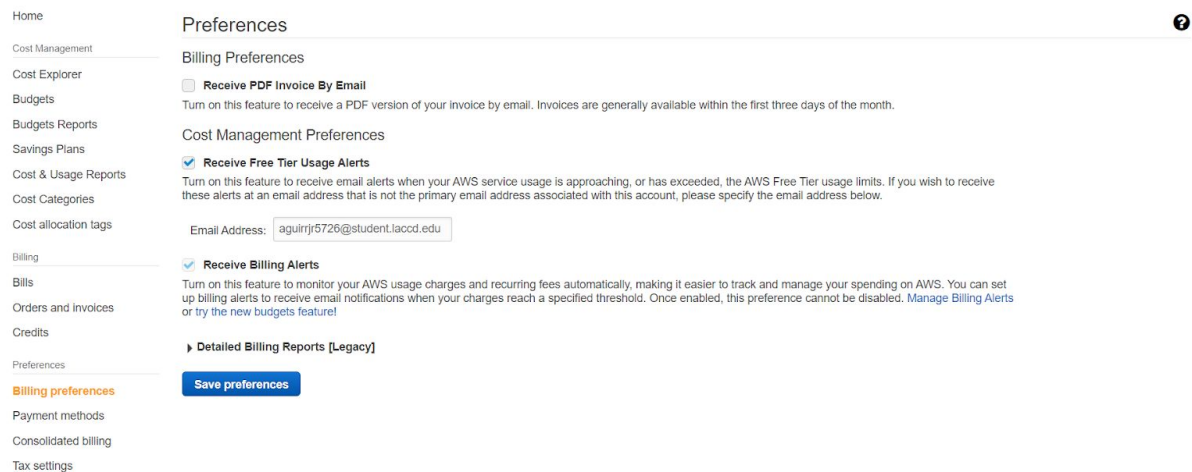 Home
Cost Management
Cost Explorer
Budgets
Budgets Reports
Savings Plans
Cost & Usage Reports
Cost Categories
Cost allocation tags
Billing
Bills
Orders and invoices
Credits
Preferences
Billing preferences
Payment methods
Consolidated billing
Tax settings
Preferences
?
Billing Preferences
Receive PDF Invoice By Email
Turn on this feature to receive a PDF version of your invoice by email. Invoices are generally available within the first three days of the month.
Cost Management Preferences
Receive Free Tier Usage Alerts
Turn on this feature to receive email alerts when your AWS service usage is approaching, or has exceeded, the AWS Free Tier usage limits. If you wish to receive
these alerts at an email address that is not the primary email address associated with this account, please specify the email address below.
Email Address: aguirrjr5726@student.laccd.edu
Receive Billing Alerts
Turn on this feature to monitor your AWS usage charges and recurring fees automatically, making it easier to track and manage your spending on AWS. You can set
up billing alerts to receive email notifications when your charges reach a specified threshold. Once enabled, this preference cannot be disabled. Manage Billing Alerts
or try the new budgets feature!
Detailed Billing Reports [Legacy]
Save preferences